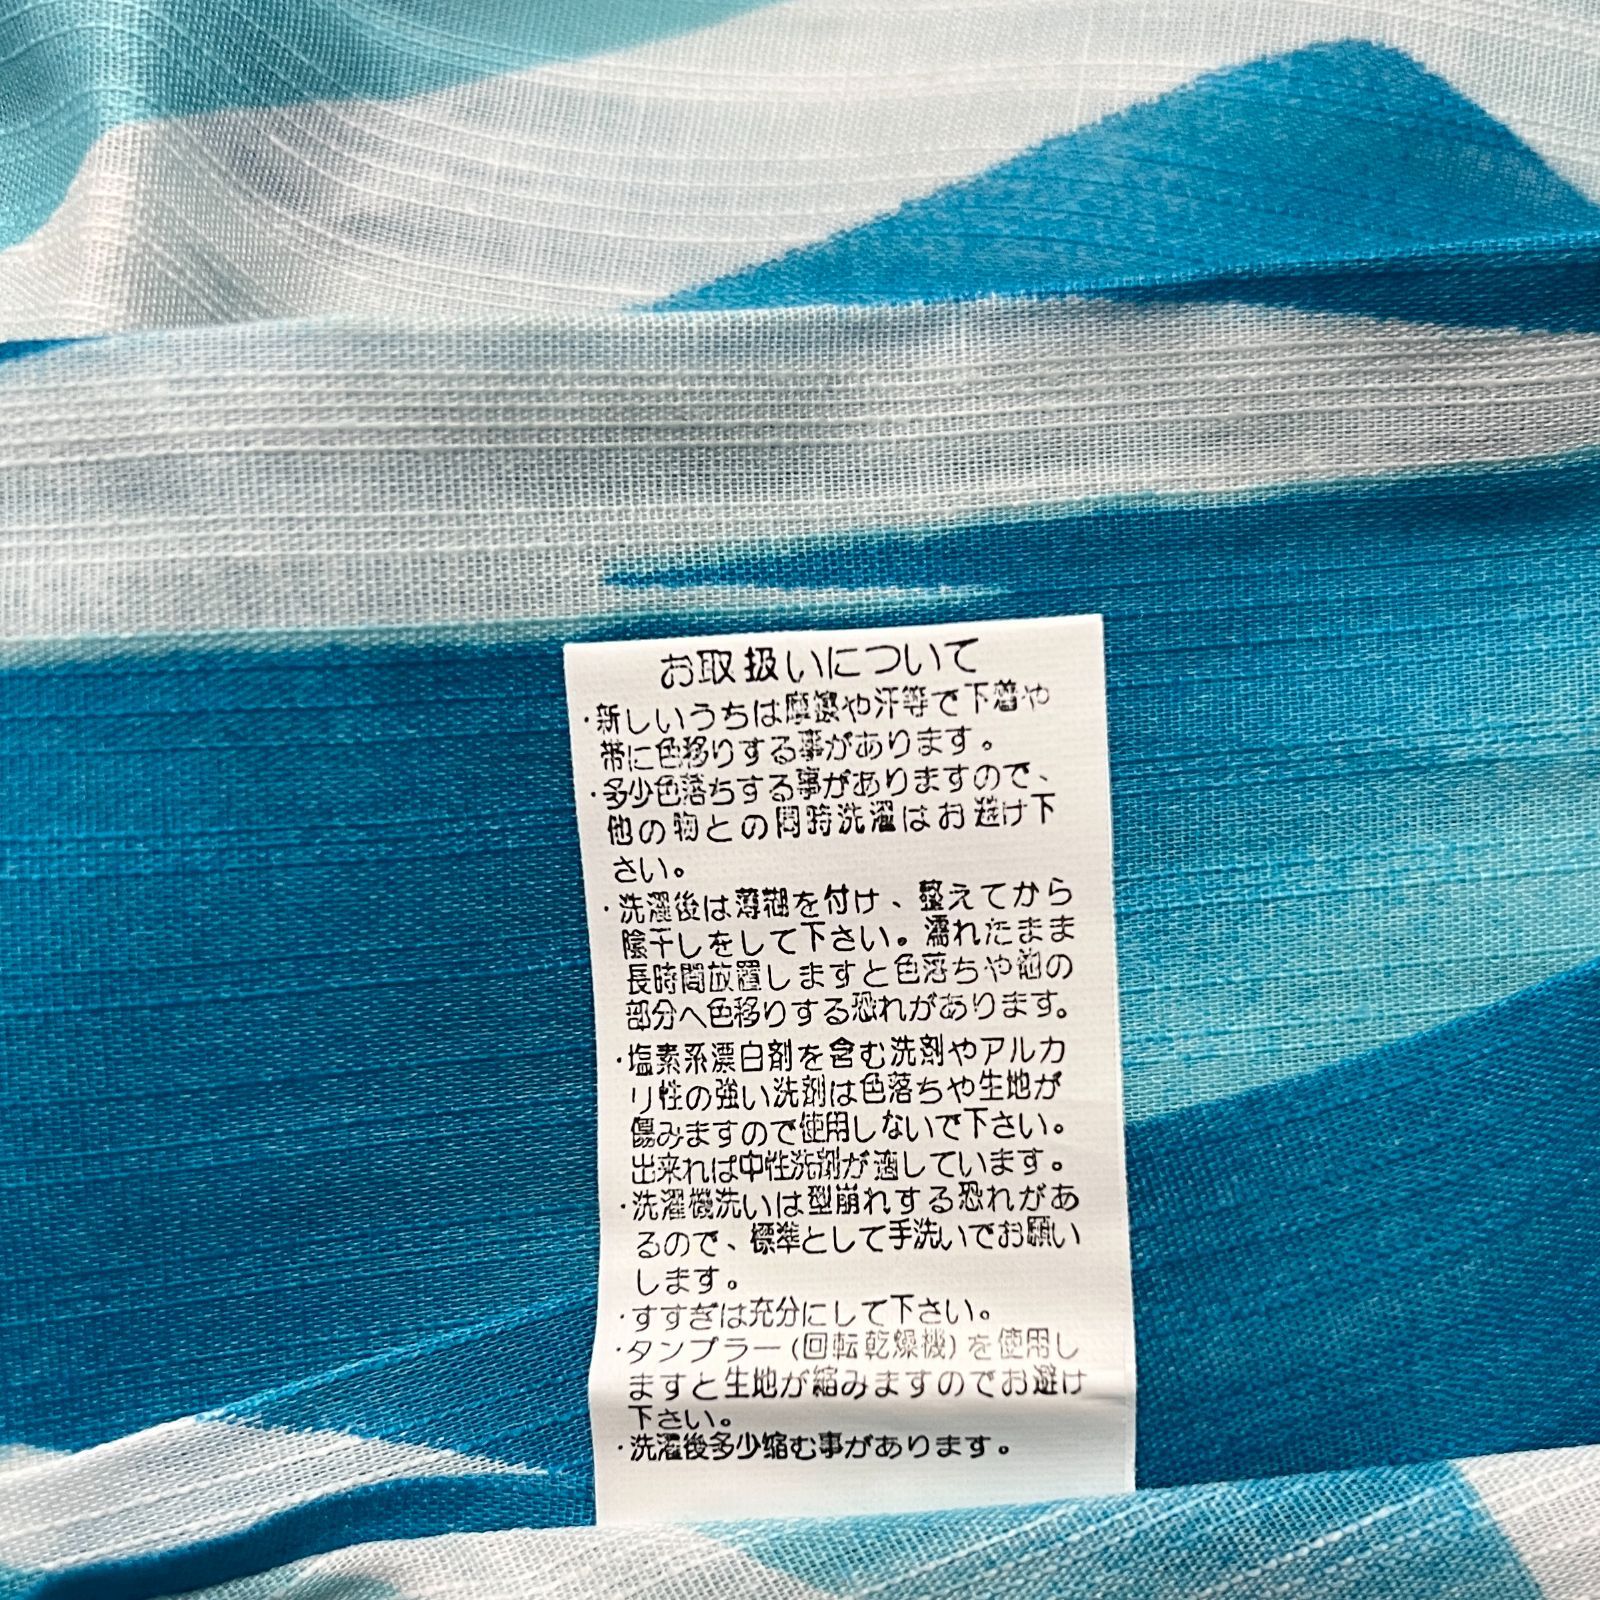 お取扱いについて
・新しいうちは摩擦や汗等で下着や
帯に色移りする事があります。
・多少色落ちする事がありますので、
他の物との同時洗濯はお避け下
さい。
・洗濯後は薄糊を付け、整えてから
陰干しをして下さい。濡れたまま
長時間放置しますと色落ちや他の
部分へ色移りする恐れがあります。
・塩素系漂白剤を含む洗剤やアルカ
リ性の強い洗剤は色落ちや生地が
傷みますので使用しないで下さい。
出来れば中性洗剤が適しています。
・洗濯機洗いは型崩れする恐れがあ
るので、標準として手洗いでお願い
します。
・すすぎは充分にして下さい。
・タンブラー(回転乾燥機)を使用し
ますと生地が縮みますのでお避け
下さい。
・洗濯後多少縮む事があります。